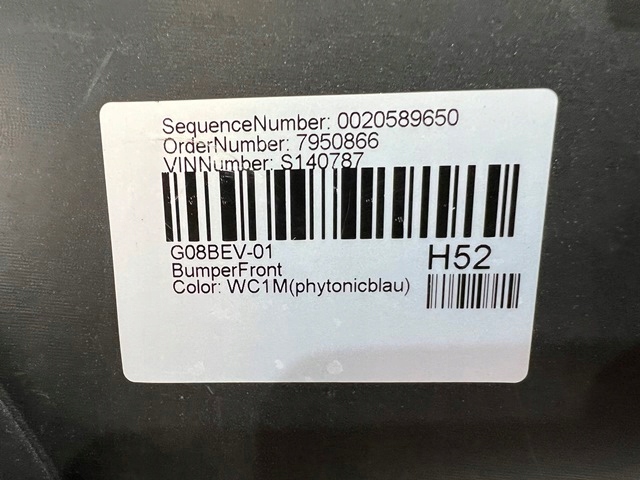 SequenceNumber: 0020589650
OrderNumber: 7950866
VINNumber: S140787
G08BEV-01
H52
BumperFront
Color: WC1M(phytonicblau)